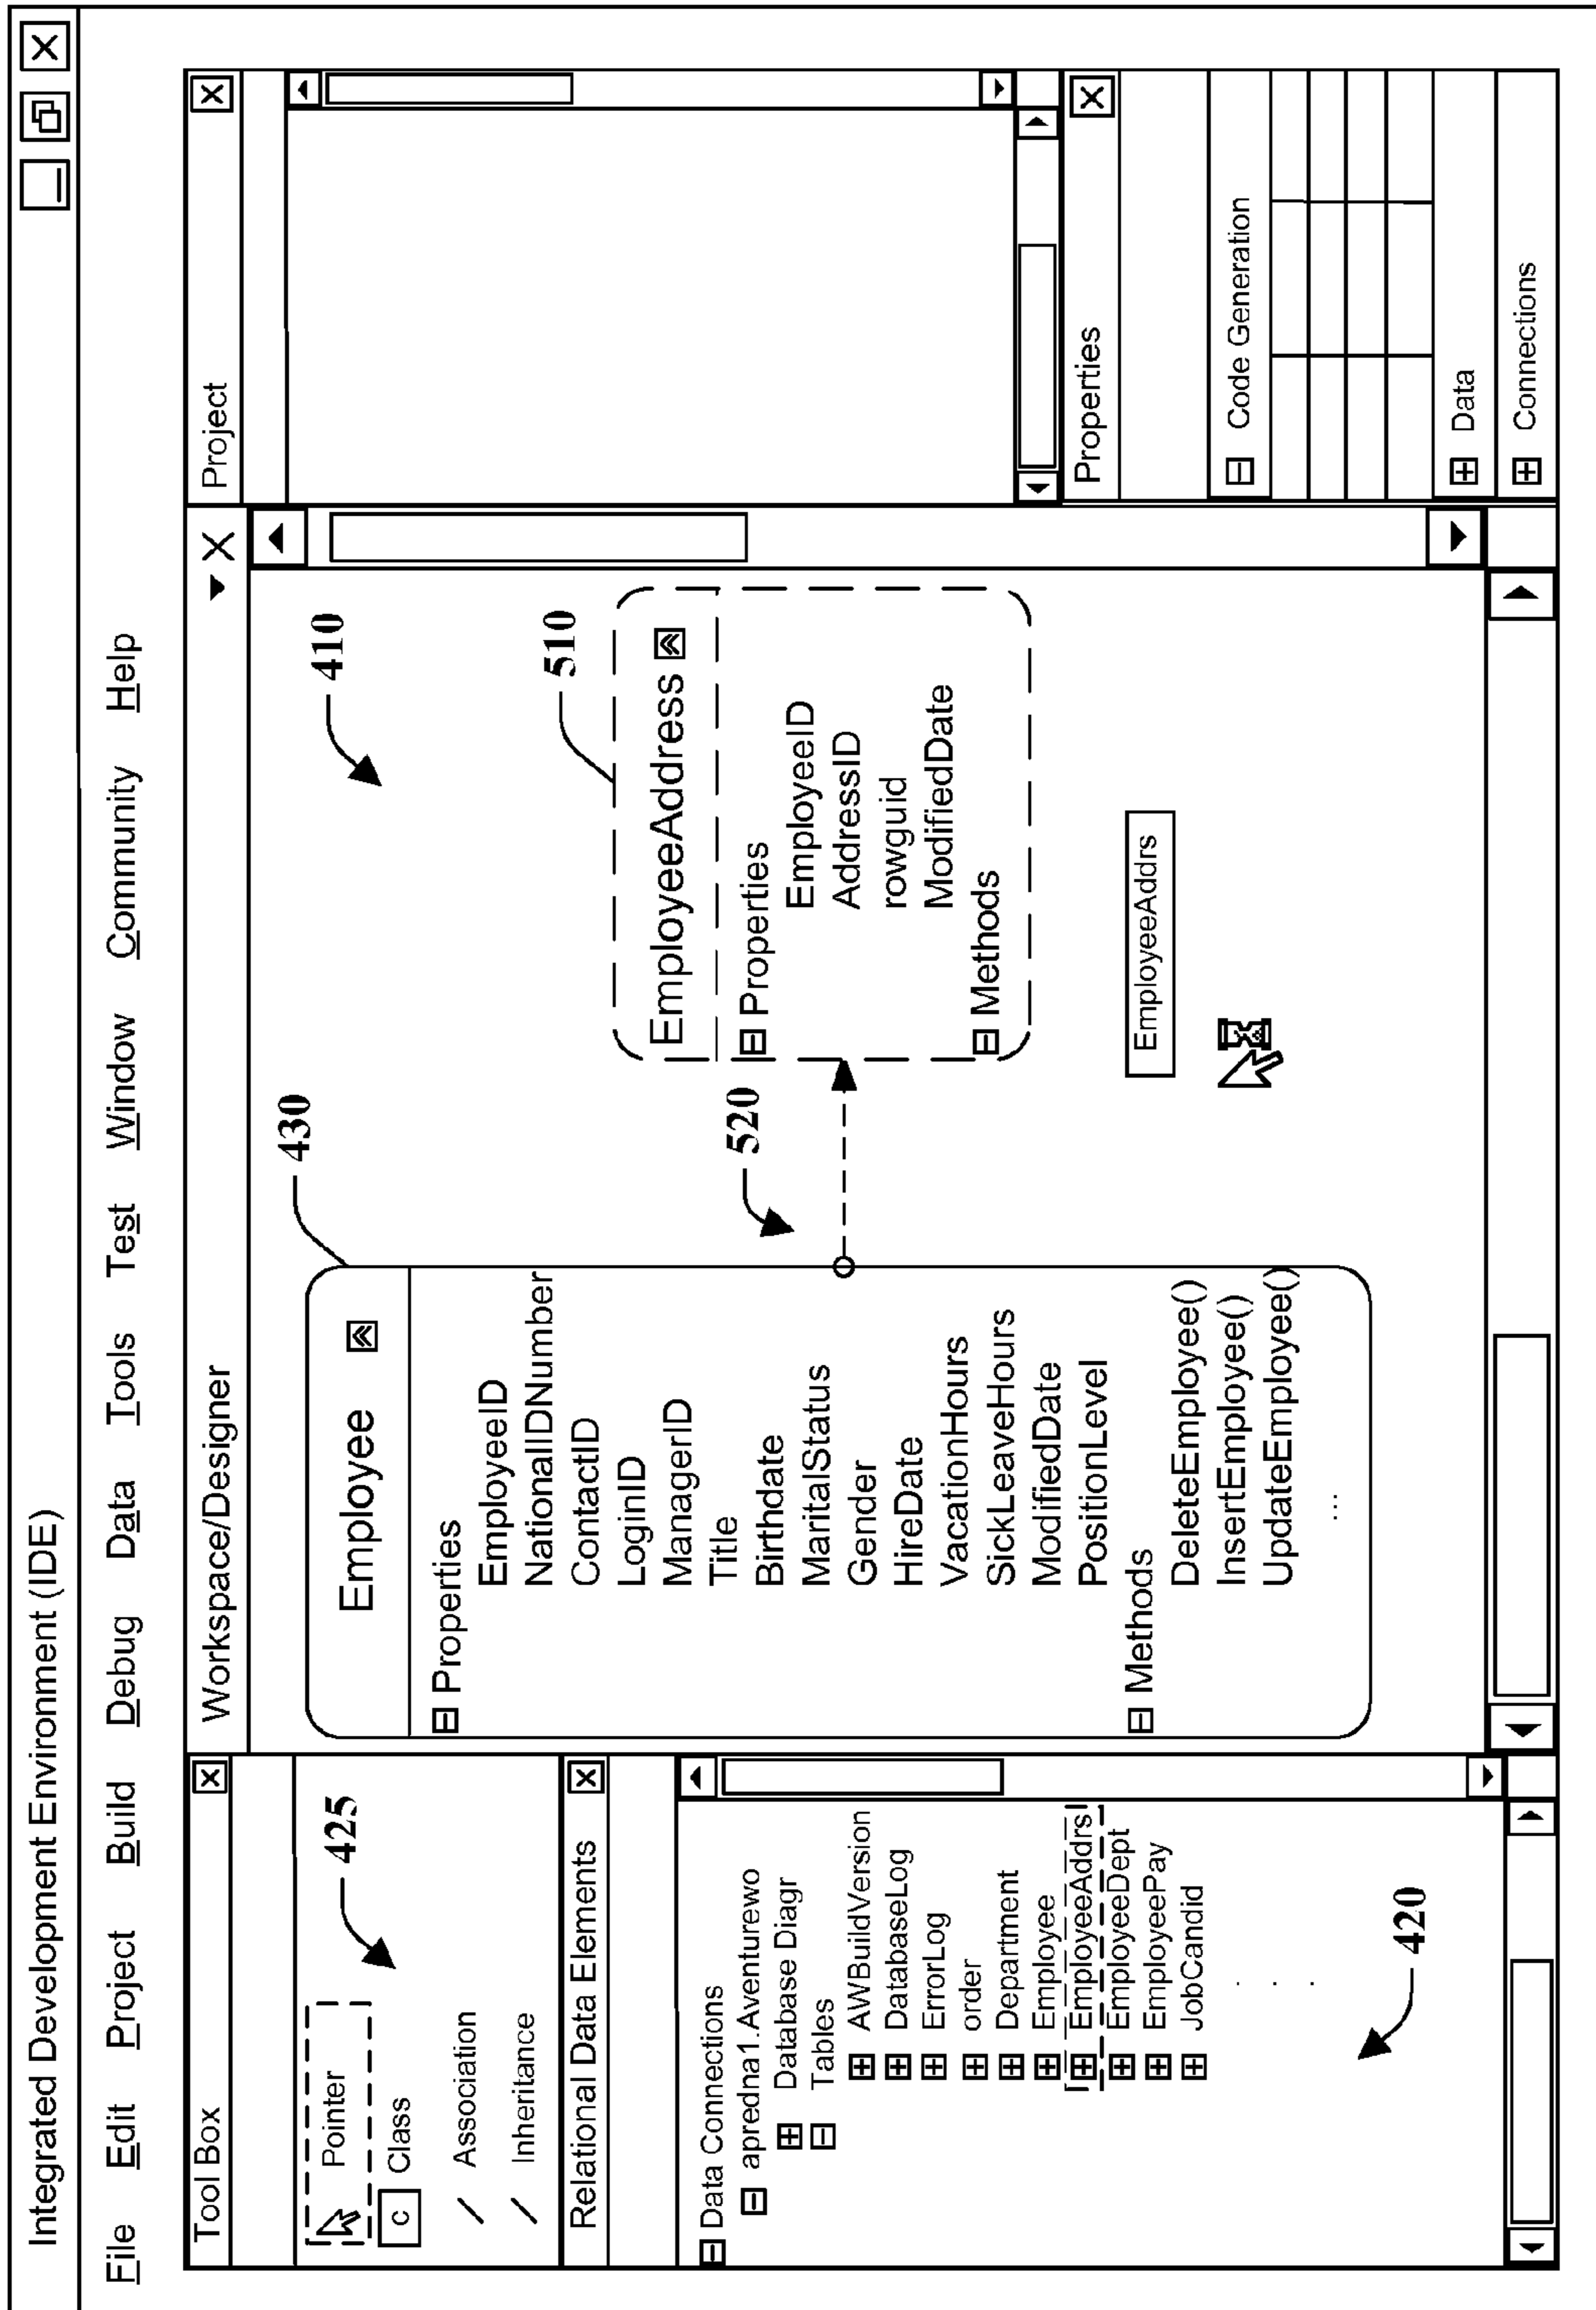 Integrated Development Environment (IDE)
File Edit Project Build Debug Data Tools Test Window Community Help
Tool Box
Pointer
425
c Class
Association
Inheritance
Relational Data Elements
Data Connections
apredna1.Aventurewo
Database Diagr
Tables
AWBuildVersion
DatabaseLog
ErrorLog
order
Department
Employee
EmployeeAddrs
EmployeeDept
EmployeePay
JobCandid
.
.
.
420
Workspace/Designer
430
Employee
Properties
EmployeeID
NationalIDNumber
ContactID
LoginID
ManagerID
Title
Birthdate
MaritalStatus
Gender
HireDate
VacationHours
SickLeaveHours
ModifiedDate
PositionLevel
Methods
DeleteEmployee()
InsertEmployee()
UpdateEmployee()
...
410
510
520
EmployeeAddress
Properties
EmployeeID
AddressID
rowguid
ModifiedDate
Methods
EmployeeAddrs
Project
Properties
Code Generation
Data
Connections